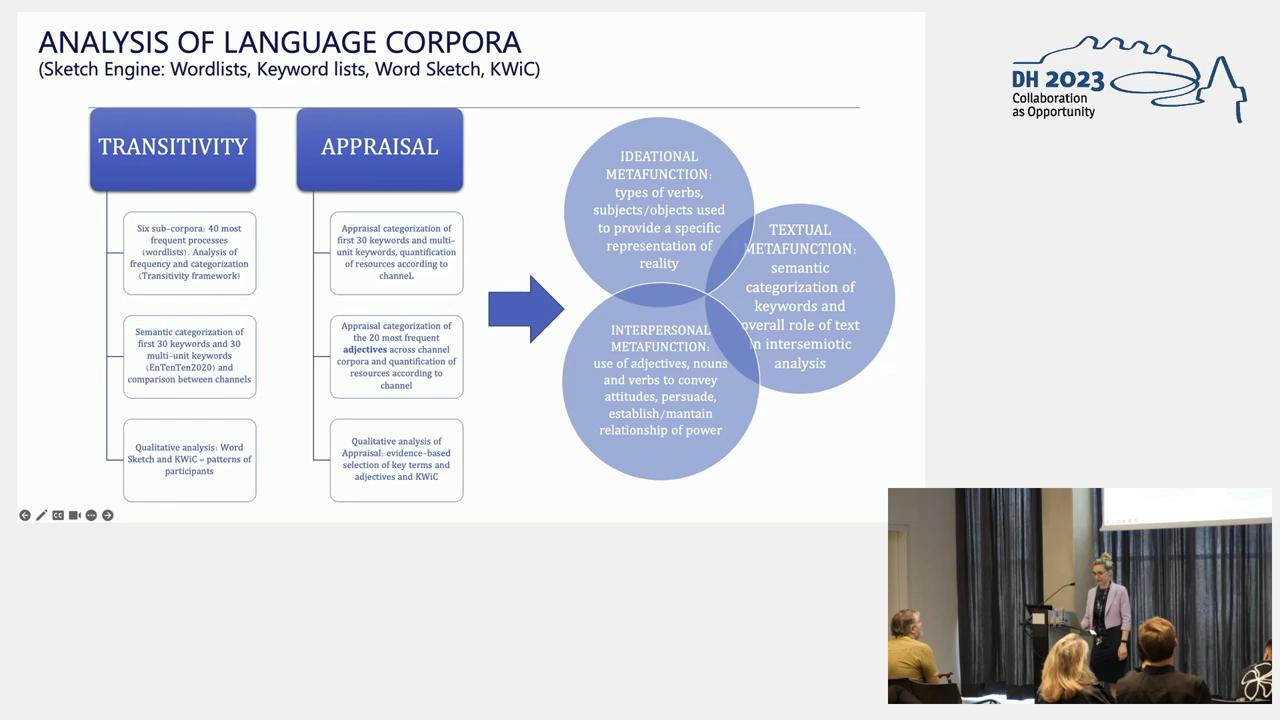 ANALYSIS OF LANGUAGE CORPORA
(Sketch Engine: Wordlists, Keyword lists, Word Sketch, KWiC)
TRANSITIVITY
Six sub-corpora: 40 most
frequent processes
(wordlists). Analysis of
frequency and categorization
(Transitivity framework)
Semantic categorization of
first 30 keywords and 30
multi-unit keywords
(EnTenTen2020) and
comparison between channels
Qualitative analysis: Word
Sketch and KWiC = patterns of
participants
APPRAISAL
Appraisal categorization of
first 30 keywords and multi-
unit keywords, quantification
of resources according to
channeL
Appraisal categorization of
the 20 most frequent
adjectives across channel
corpora and quantification of
resources according to
channel
Qualitative analysis of
Appraisal: evidence-based
selection of key terms and
adjectives and KWiC
IDEATIONAL
METAFUNCTION:
types of verbs,
subjects/objects used
to provide a specific
representation of
reality
TEXTUAL
METAFUNCTION:
semantic
categorization of
keywords and
overall role of text
in intersemiotic
analysis
INTERPERSONAL
METAFUNCTION:
use of adjectives, nouns
and verbs to convey
attitudes, persuade,
establish/mantain
relationship of power
CC
DH 2023
Collaboration
as Opportunity